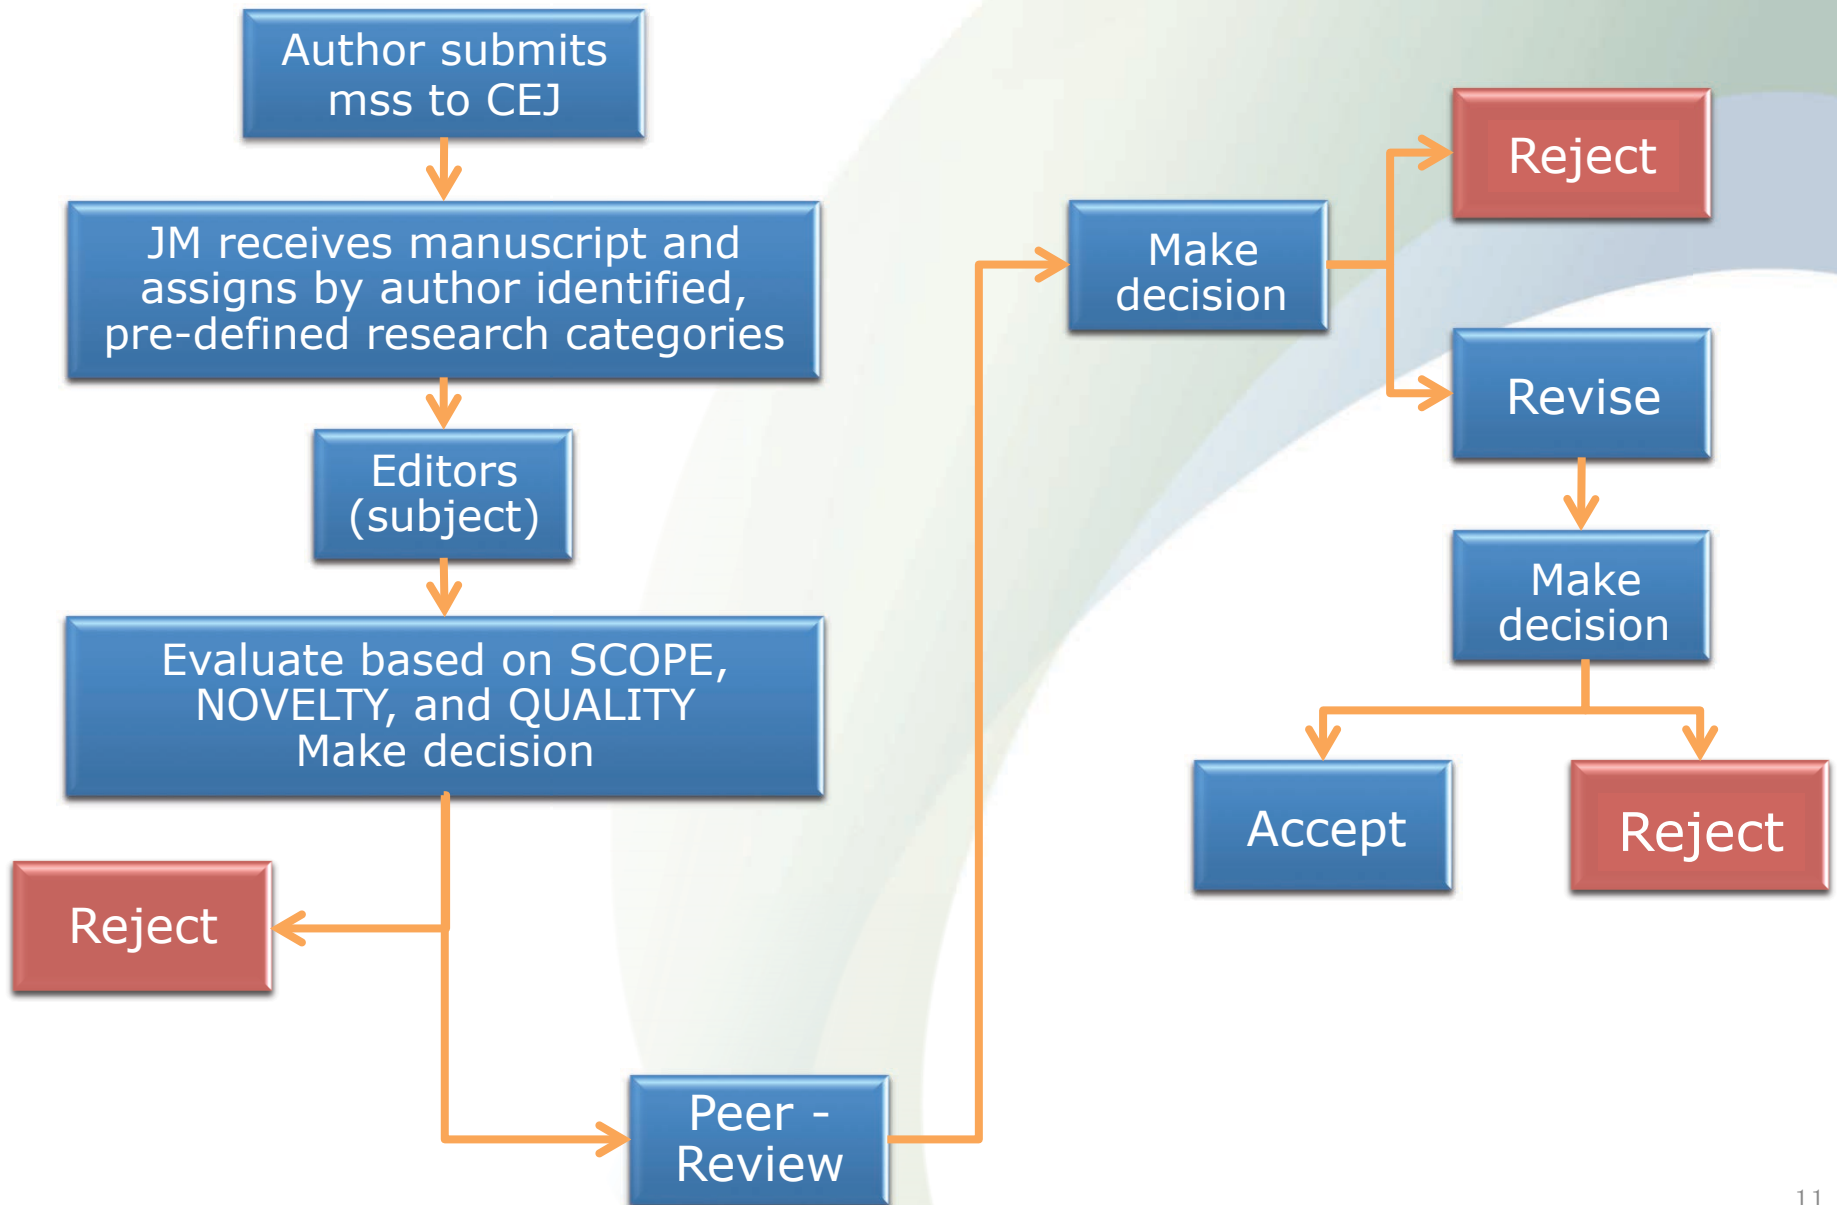 Author submits
mss to CEJ
JM receives manuscript and
assigns by author identified,
pre-defined research categories
Editors
(subject)
Evaluate based on SCOPE,
NOVELTY, and QUALITY
Make decision
Reject
Peer -
Review
Make
decision
Reject
Revise
Make
decision
Accept
Reject
11